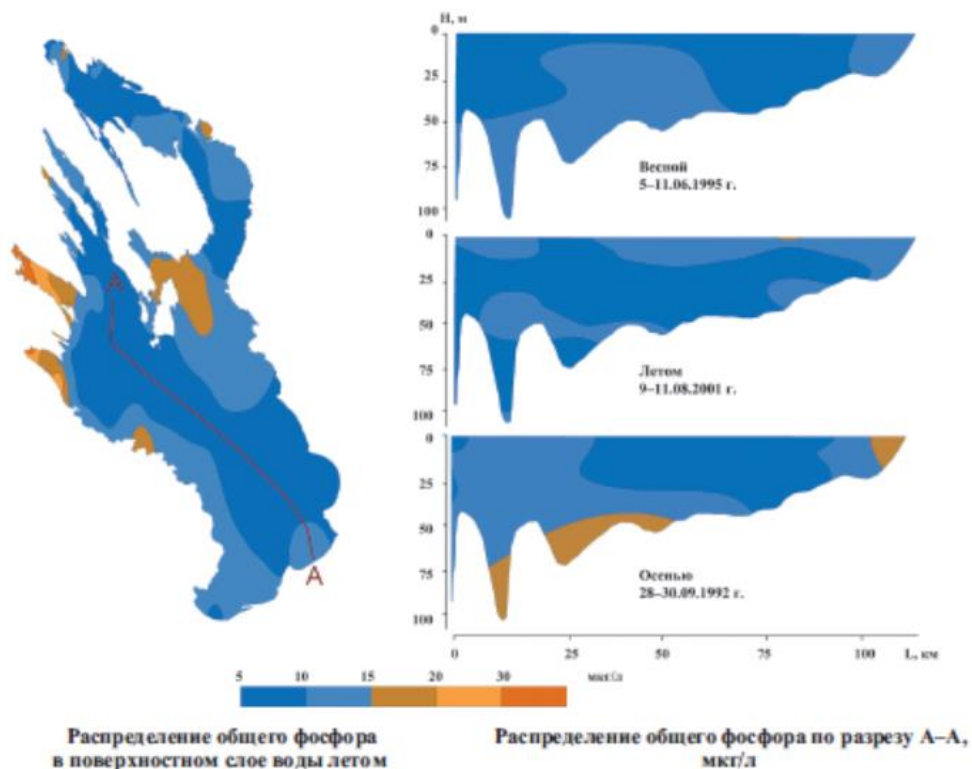 H, м
0
25
50
75
100
Весной
5–11.06.1995 г.
0
25
50
75
100
Летом
9–11.08.2001 г.
0
25
50
75
100
Осенью
28–30.09.1992 г.
0 25 50 75 100 L, км
А
А
5 10 15 20 30 мкг/л
Распределение общего фосфора
в поверхностном слое воды летом
Распределение общего фосфора по разрезу А–А,
мкг/л